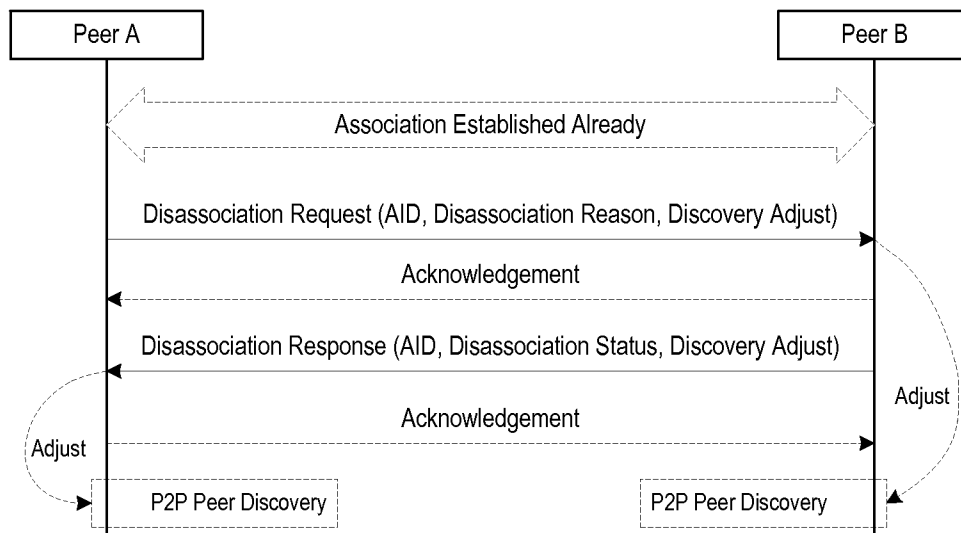 Peer A
Peer B
Association Established Already
Disassociation Request (AID, Disassociation Reason, Discovery Adjust)
Acknowledgement
Disassociation Response (AID, Disassociation Status, Discovery Adjust)
Adjust
Acknowledgement
Adjust
P2P Peer Discovery
P2P Peer Discovery